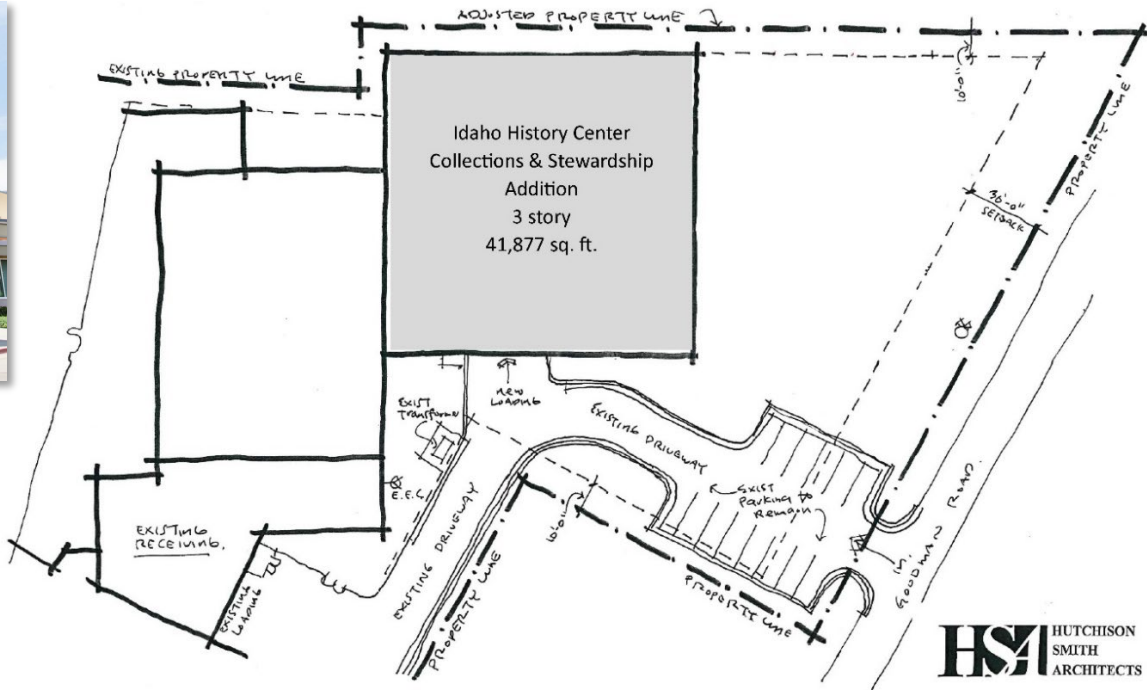 ADJUSTED PROPERTY LINE
EXISTING PROPERTY LINE
10'-0"
PROPERTY LINE
Idaho History Center
Collections & Stewardship
Addition
3 story
41,877 sq. ft.
SETBACK
NEW
LOADING
EXIST
TRANSFORMER
EXISTING DRIVEWAY
EXIST
PARKING TO
REMAIN
E.E.C.
EXISTING
RECEIVING.
EXISTING
LOADING
EXISTING DRIVEWAY
PROPERTY LINE
10'-0"
PROPERTY LINE
IN.
GOODMAN ROAD.
HSA
HUTCHISON
SMITH
ARCHITECTS